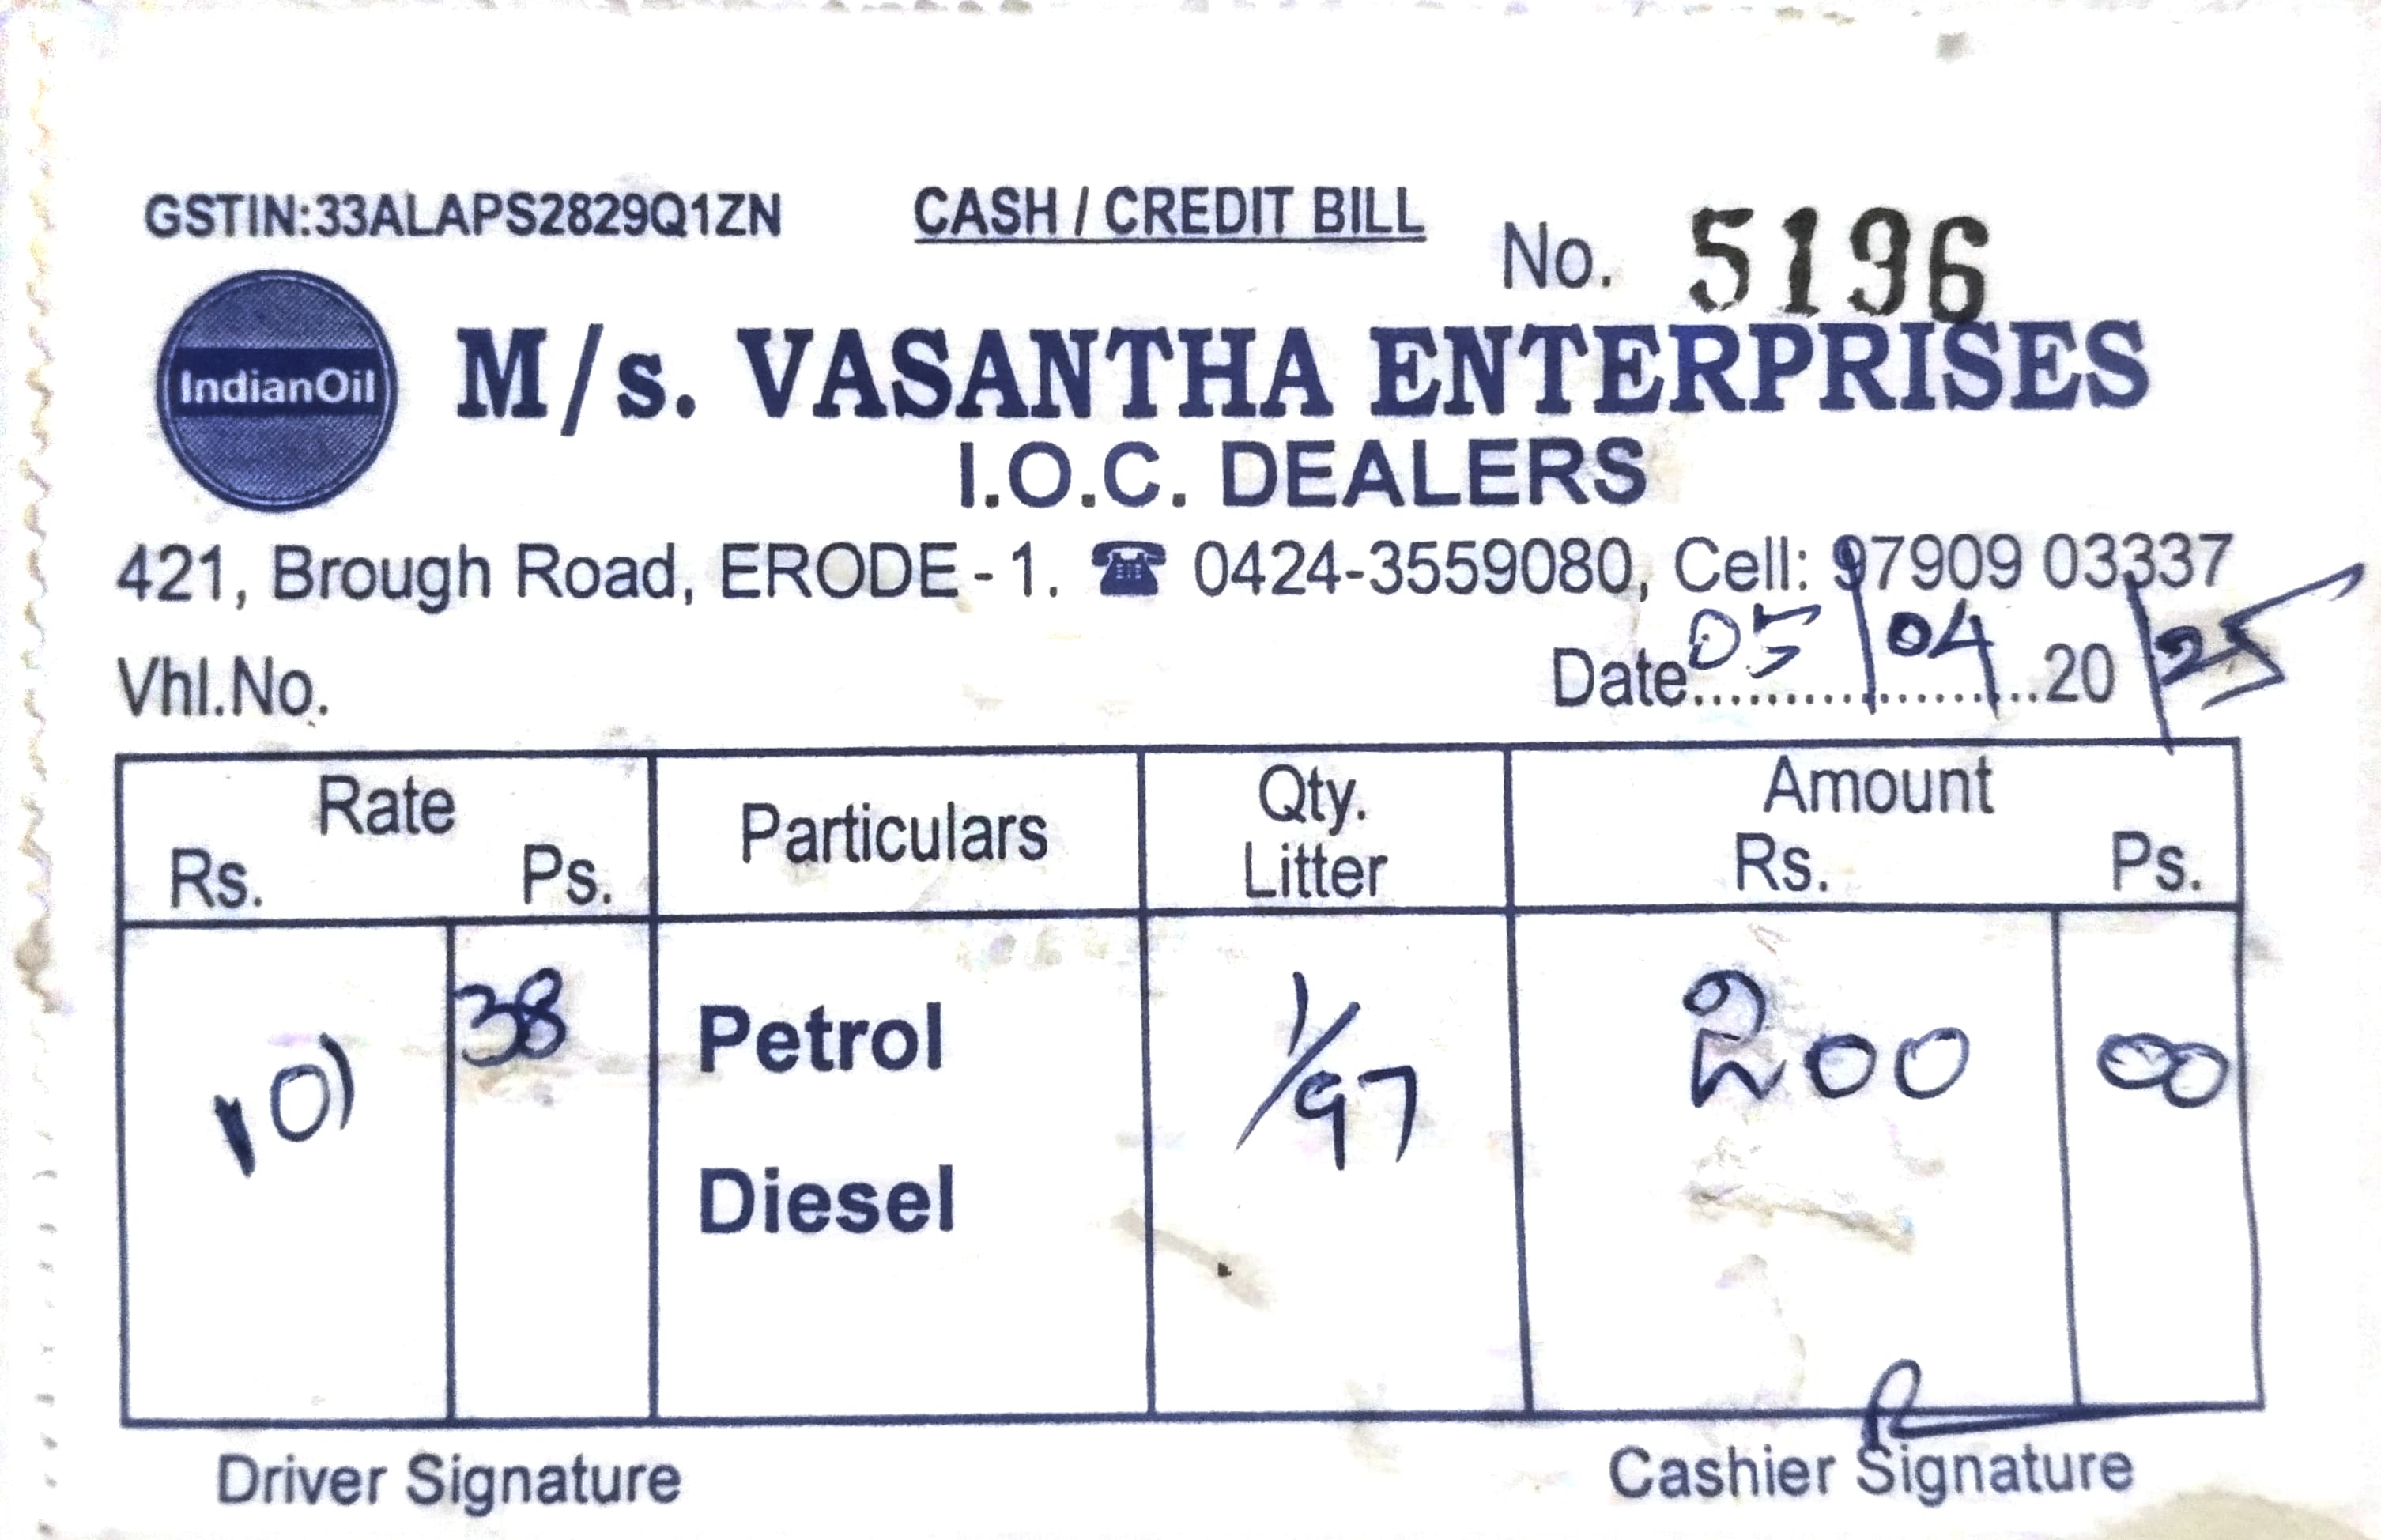 GSTIN:33ALAPS2829Q1ZN CASH / CREDIT BILL
No. 5196
IndianOil
M/s. VASANTHA ENTERPRISES
I.O.C. DEALERS
421, Brough Road, ERODE - 1. ☎ 0424-3559080, Cell: 97909 03337
Vhl.No. Date 05/04 20/25
Rate Particulars Qty. Litter Amount
Rs. Ps. Rs. Ps.
101 38 Petrol 1/97 200 00
Diesel
Driver Signature Cashier Signature